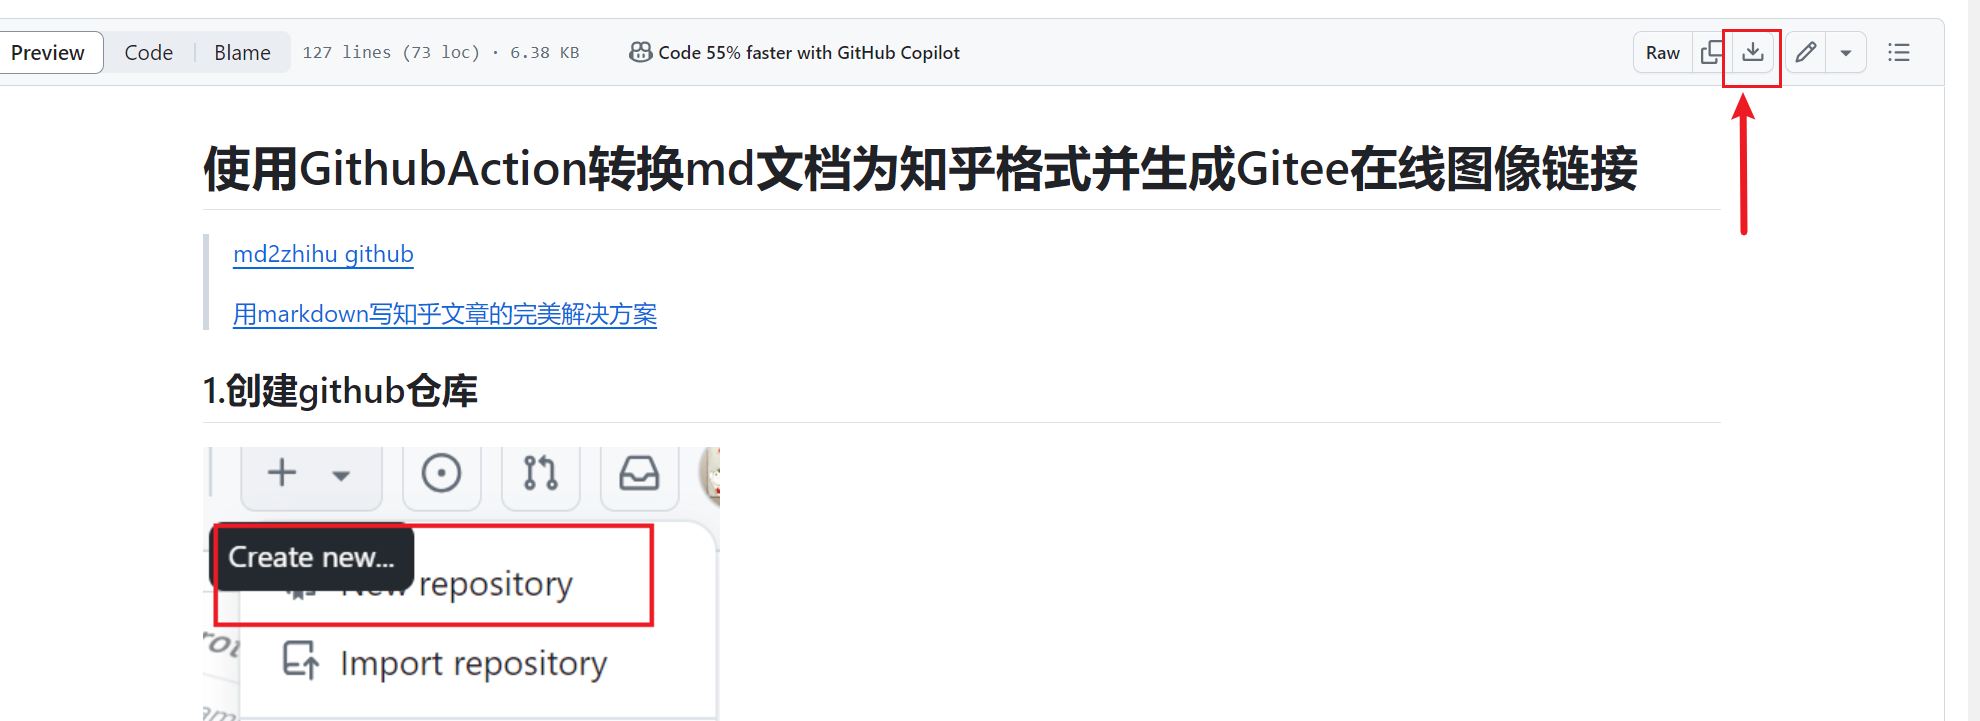 Preview Code Blame 127 lines (73 loc) · 6.38 KB Code 55% faster with GitHub Copilot Raw
使用GithubAction转换md文档为知乎格式并生成Gitee在线图像链接
md2zhihu github
用markdown写知乎文章的完美解决方案
1.创建github仓库
Create new...
New repository
Import repository